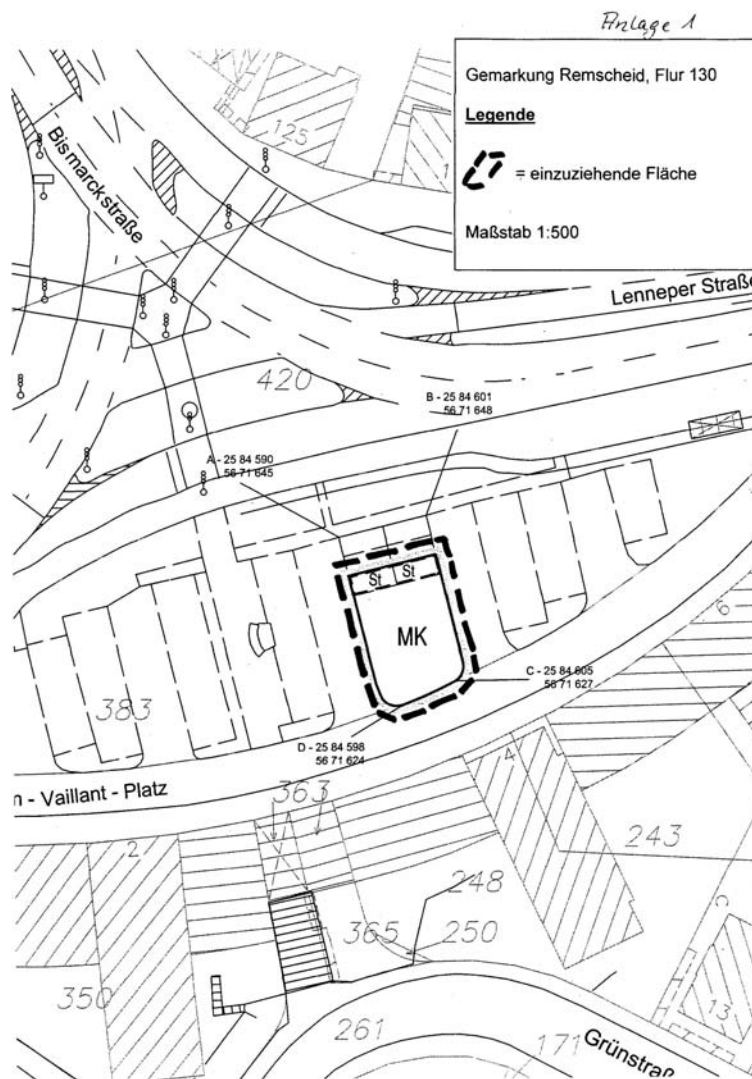 Anlage 1
Gemarkung Remscheid, Flur 130
Legende
= einzuziehende Fläche
Maßstab 1:500
125
Bismarckstraße
Lenneper Straße
420
B - 25 84 601
56 71 648
A - 25 84 590
56 71 645
St St
MK
6
C - 25 84 605
56 71 627
383
D - 25 84 598
56 71 624
n - Vaillant - Platz
363
4
2
243
248
365
250
350
13
261
171
Grünstraß